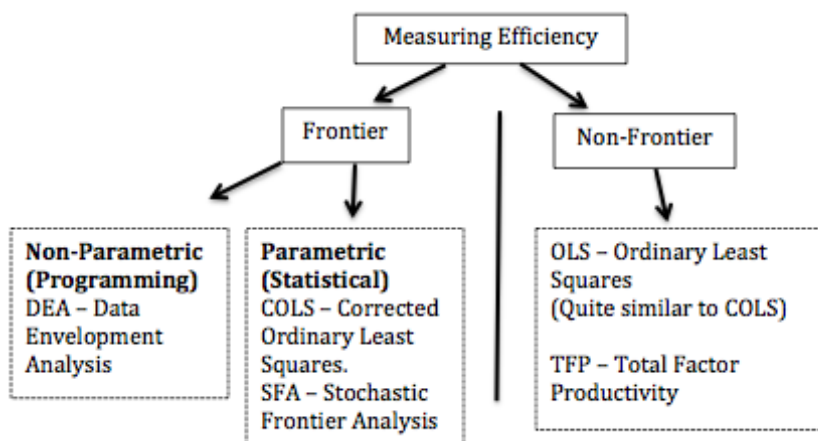 Measuring Efficiency
Frontier
Non-Frontier
Non-Parametric
(Programming)
DEA – Data
Envelopment
Analysis
Parametric
(Statistical)
COLS – Corrected
Ordinary Least
Squares.
SFA – Stochastic
Frontier Analysis
OLS – Ordinary Least
Squares
(Quite similar to COLS)
TFP – Total Factor
Productivity